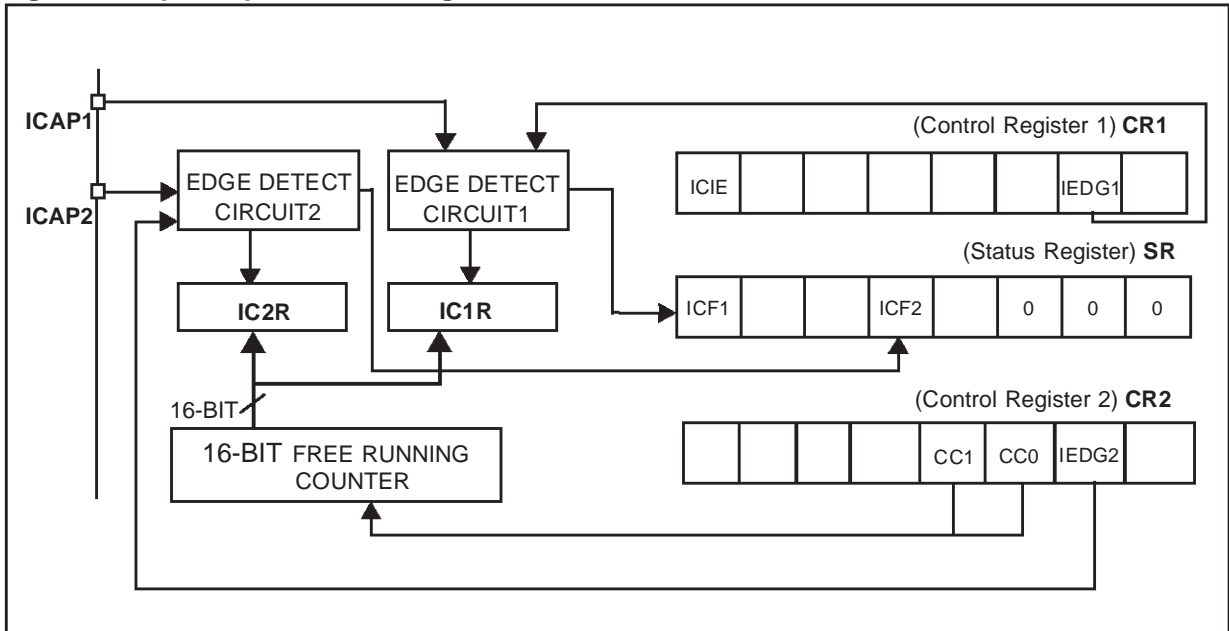 ICAP1
ICAP2
EDGE DETECT
CIRCUIT2
EDGE DETECT
CIRCUIT1
IC2R
IC1R
16-BIT
16-BIT FREE RUNNING
COUNTER
(Control Register 1) CR1
ICIE
IEDG1
(Status Register) SR
ICF1 ICF2 0 0 0
(Control Register 2) CR2
CC1 CC0 IEDG2